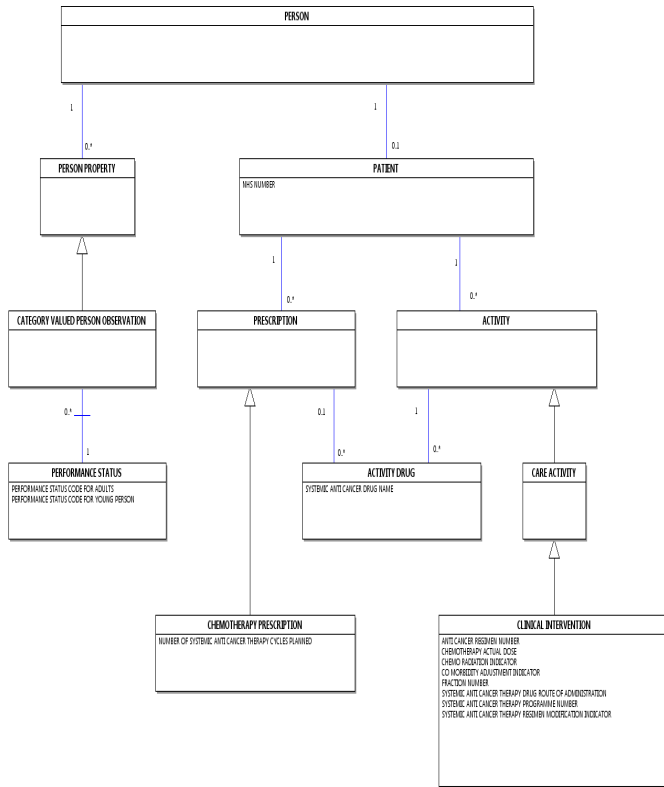 PERSON
1
1
0..*
0..1
PERSON PROPERTY
PATIENT
NHS NUMBER
1
1
0..*
0..*
CATEGORY VALUED PERSON OBSERVATION
PRESCRIPTION
ACTIVITY
0..*
0..1
1
1
0..*
0..*
PERFORMANCE STATUS
PERFORMANCE STATUS CODE FOR ADULTS
PERFORMANCE STATUS CODE FOR YOUNG PERSON
ACTIVITY DRUG
SYSTEMIC ANTI CANCER DRUG NAME
CARE ACTIVITY
CHEMOTHERAPY PRESCRIPTION
NUMBER OF SYSTEMIC ANTI CANCER THERAPY CYCLES PLANNED
CLINICAL INTERVENTION
ANTI CANCER REGIMEN NUMBER
CHEMOTHERAPY ACTUAL DOSE
CHEMO RADIATION INDICATOR
CO MORBIDITY ADJUSTMENT INDICATOR
FRACTION NUMBER
SYSTEMIC ANTI CANCER THERAPY DRUG ROUTE OF ADMINISTRATION
SYSTEMIC ANTI CANCER THERAPY PROGRAMME NUMBER
SYSTEMIC ANTI CANCER THERAPY REGIMEN MODIFICATION INDICATOR